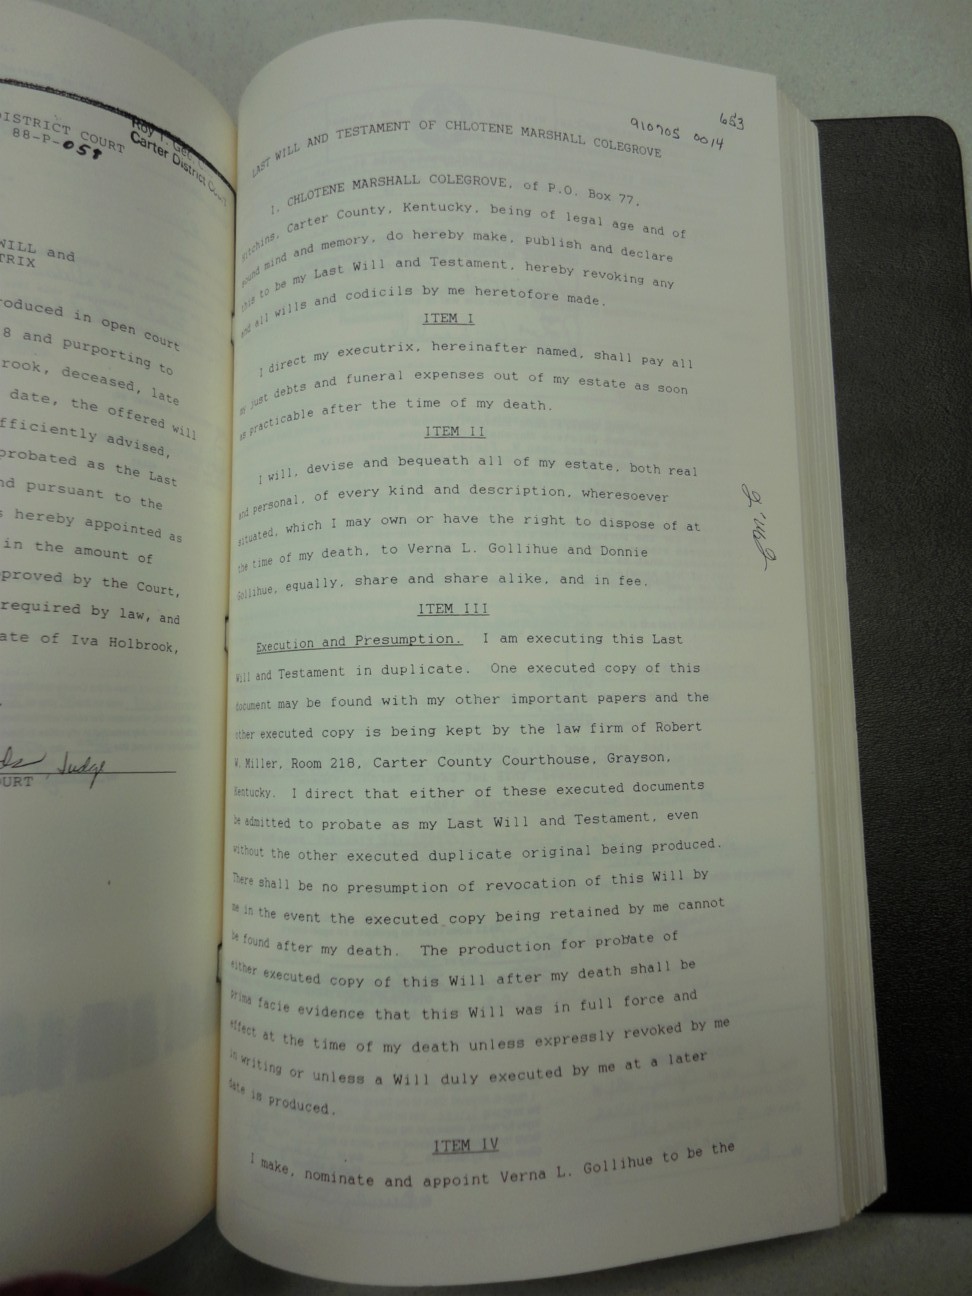 DISTRICT COURT
88-P-058
Roy T. Gee, C
Carter District Court
WILL and
TRIX
roduced in open court
8 and purporting to
rook, deceased, late
date, the offered will
fficiently advised,
probated as the Last
nd pursuant to the
s hereby appointed as
in the amount of
pproved by the Court,
required by law, and
ate of Iva Holbrook,
Judge
OURT
653
910705 0014
LAST WILL AND TESTAMENT OF CHLOTENE MARSHALL COLEGROVE
I, CHLOTENE MARSHALL COLEGROVE, of P.O. Box 77,
Hitchins, Carter County, Kentucky, being of legal age and of
sound mind and memory, do hereby make, publish and declare
this to be my Last Will and Testament, hereby revoking any
and all wills and codicils by me heretofore made.
ITEM I
I direct my executrix, hereinafter named, shall pay all
my just debts and funeral expenses out of my estate as soon
as practicable after the time of my death.
ITEM II
I will, devise and bequeath all of my estate, both real
and personal, of every kind and description, wheresoever
situated, which I may own or have the right to dispose of at
the time of my death, to Verna L. Gollihue and Donnie
Gollihue, equally, share and share alike, and in fee.
ITEM III
Execution and Presumption. I am executing this Last
Will and Testament in duplicate. One executed copy of this
document may be found with my other important papers and the
other executed copy is being kept by the law firm of Robert
W. Miller, Room 218, Carter County Courthouse, Grayson,
Kentucky. I direct that either of these executed documents
be admitted to probate as my Last Will and Testament, even
without the other executed duplicate original being produced.
There shall be no presumption of revocation of this Will by
me in the event the executed copy being retained by me cannot
be found after my death. The production for probate of
either executed copy of this Will after my death shall be
prima facie evidence that this Will was in full force and
effect at the time of my death unless expressly revoked by me
in writing or unless a Will duly executed by me at a later
date is produced.
ITEM IV
I make, nominate and appoint Verna L. Gollihue to be the